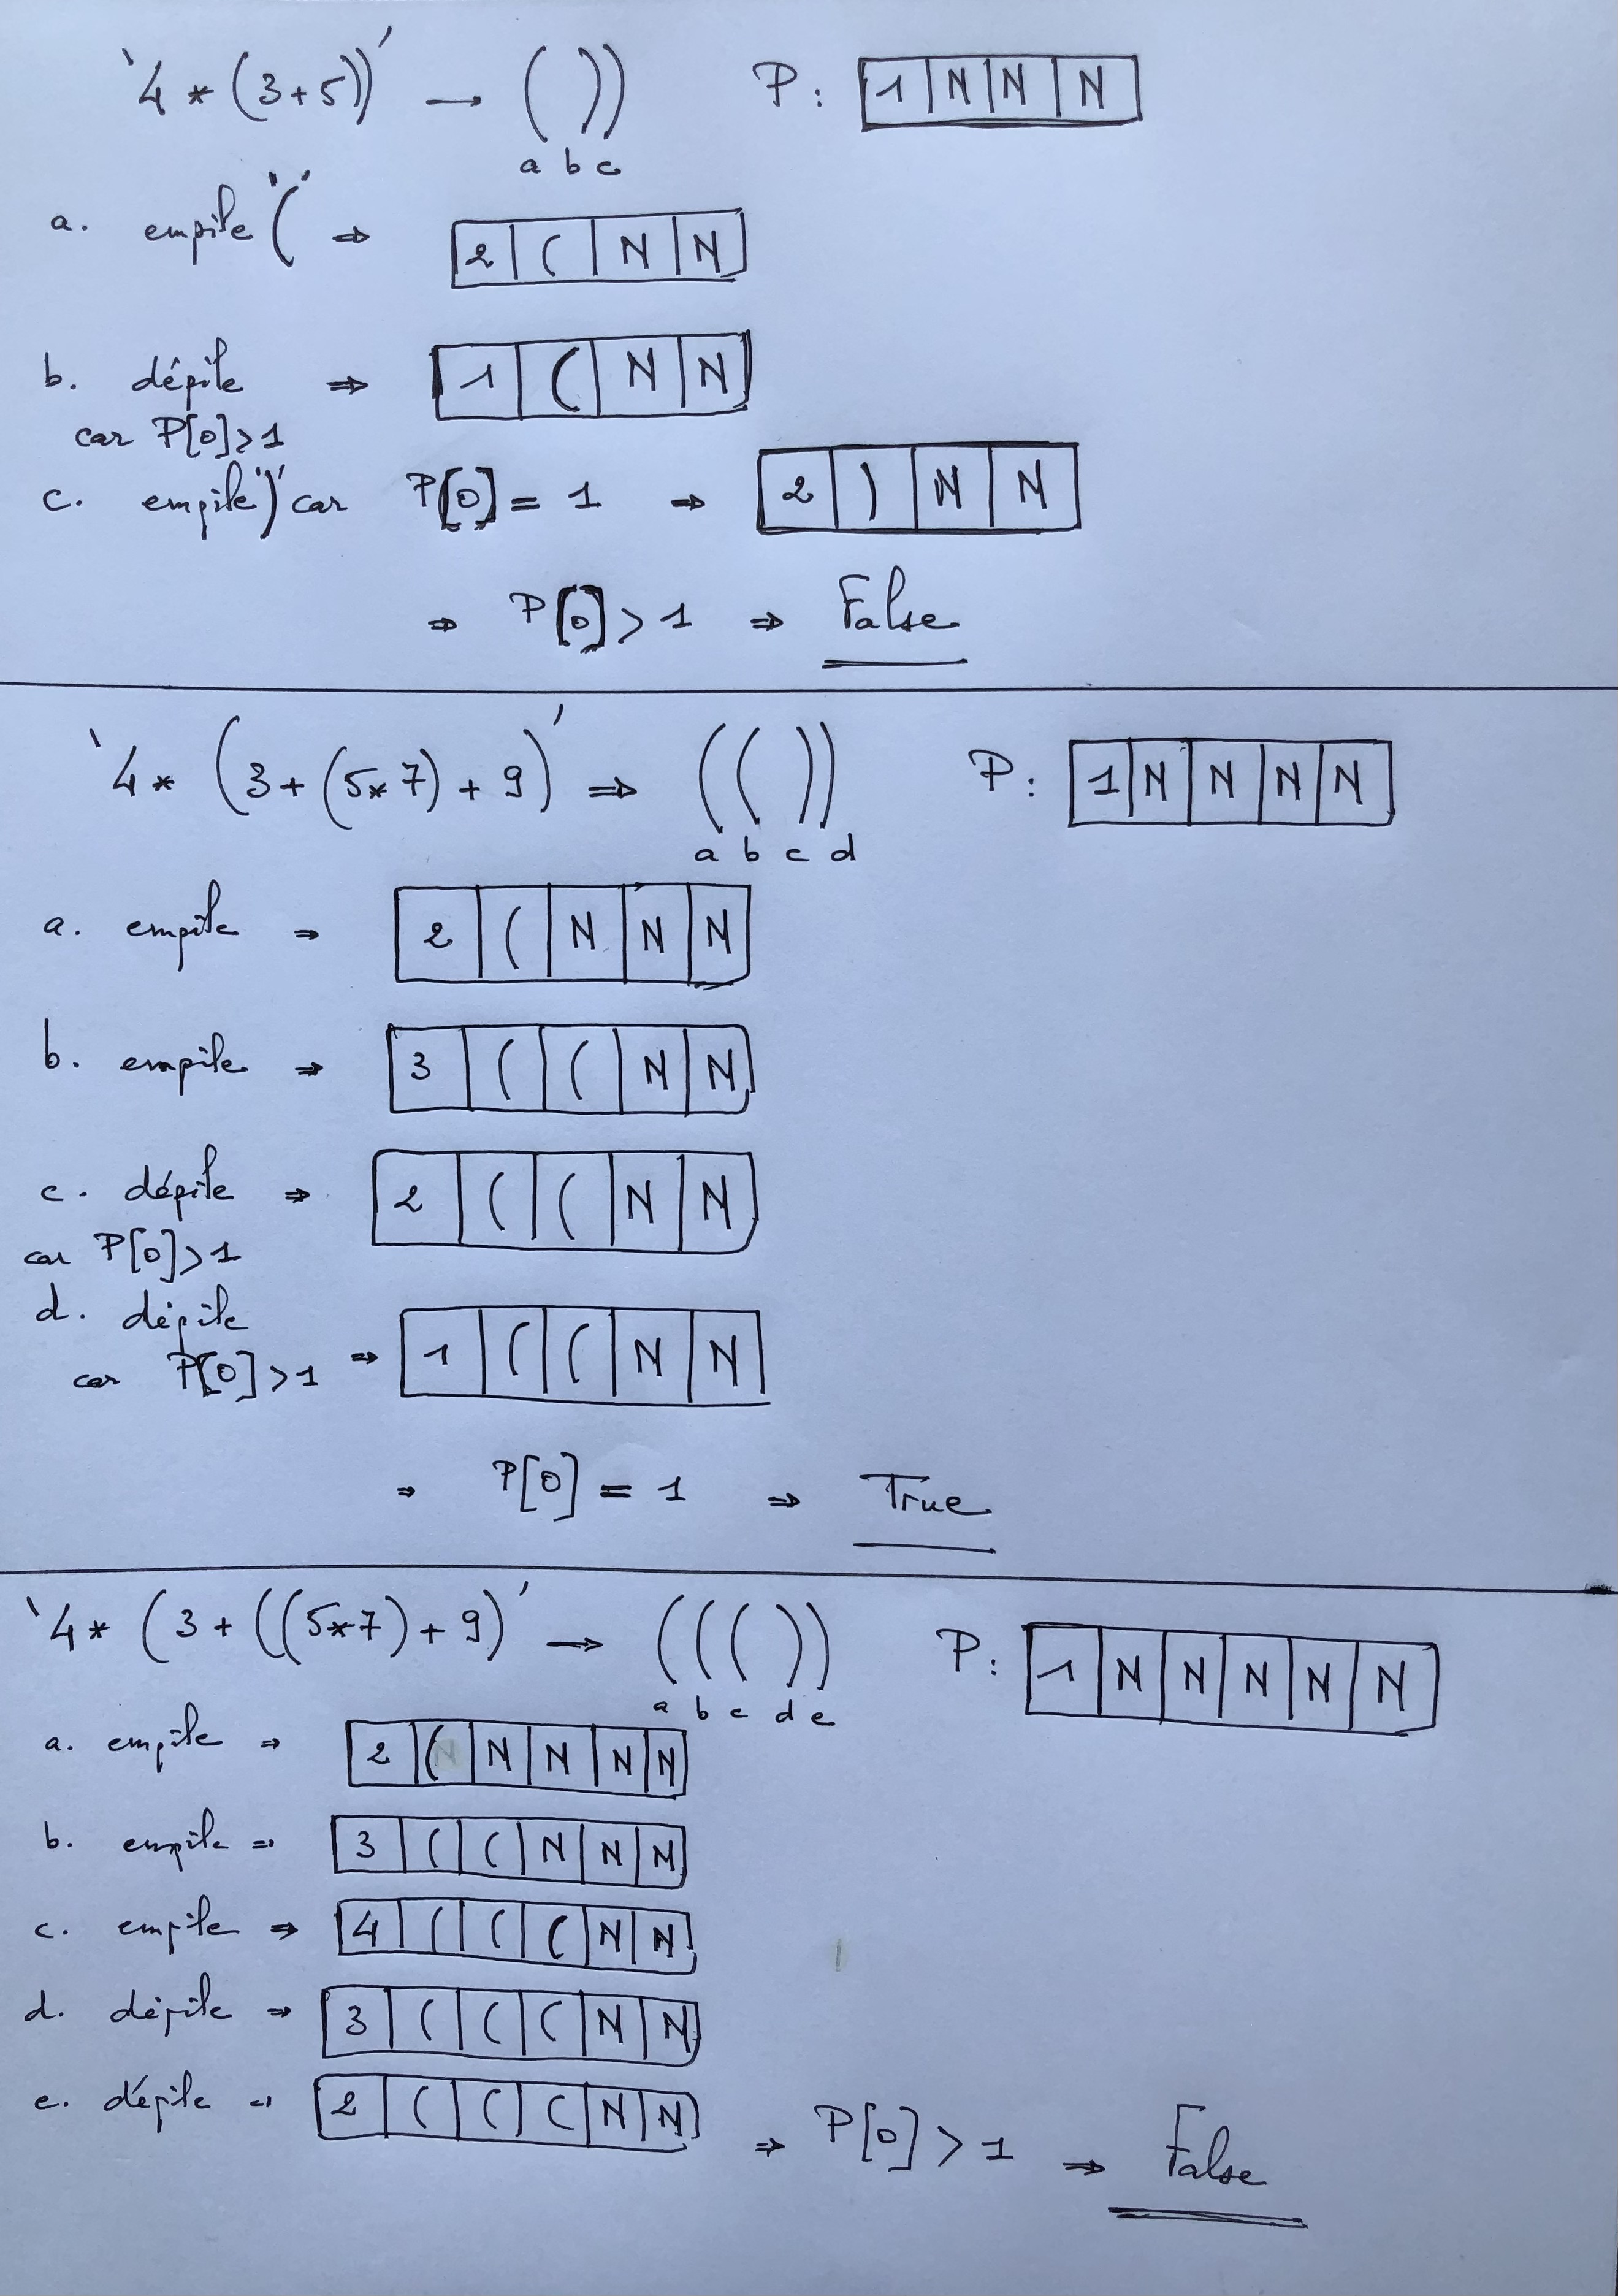 '4 * (3+5))' → ( ) ) P: 1 N N N
a b c
a. empile '(' ⇒ 2 ( N N
b. dépile ⇒ 1 ( N N
car P[0]>1
c. empile ')' car P[0] = 1 ⇒ 2 ) N N
⇒ P[0] > 1 ⇒ False
'4 * (3 + (5*7) + 9)' ⇒ ( ( ) ) P: 1 N N N N
a b c d
a. empile ⇒ 2 ( N N N
b. empile ⇒ 3 ( ( N N
c. dépile ⇒ 2 ( ( N N
car P[0]>1
d. dépile
car P[0]>1 ⇒ 1 ( ( N N
⇒ P[0] = 1 ⇒ True
'4 * (3 + ((5*7) + 9)' → ( ( ( ) ) P: 1 N N N N N
a b c d e
a. empile ⇒ 2 ( N N N N
b. empile ⇒ 3 ( ( N N N
c. empile ⇒ 4 ( ( ( N N
d. dépile ⇒ 3 ( ( ( N N
e. dépile ⇒ 2 ( ( ( N N ⇒ P[0] > 1 ⇒ False